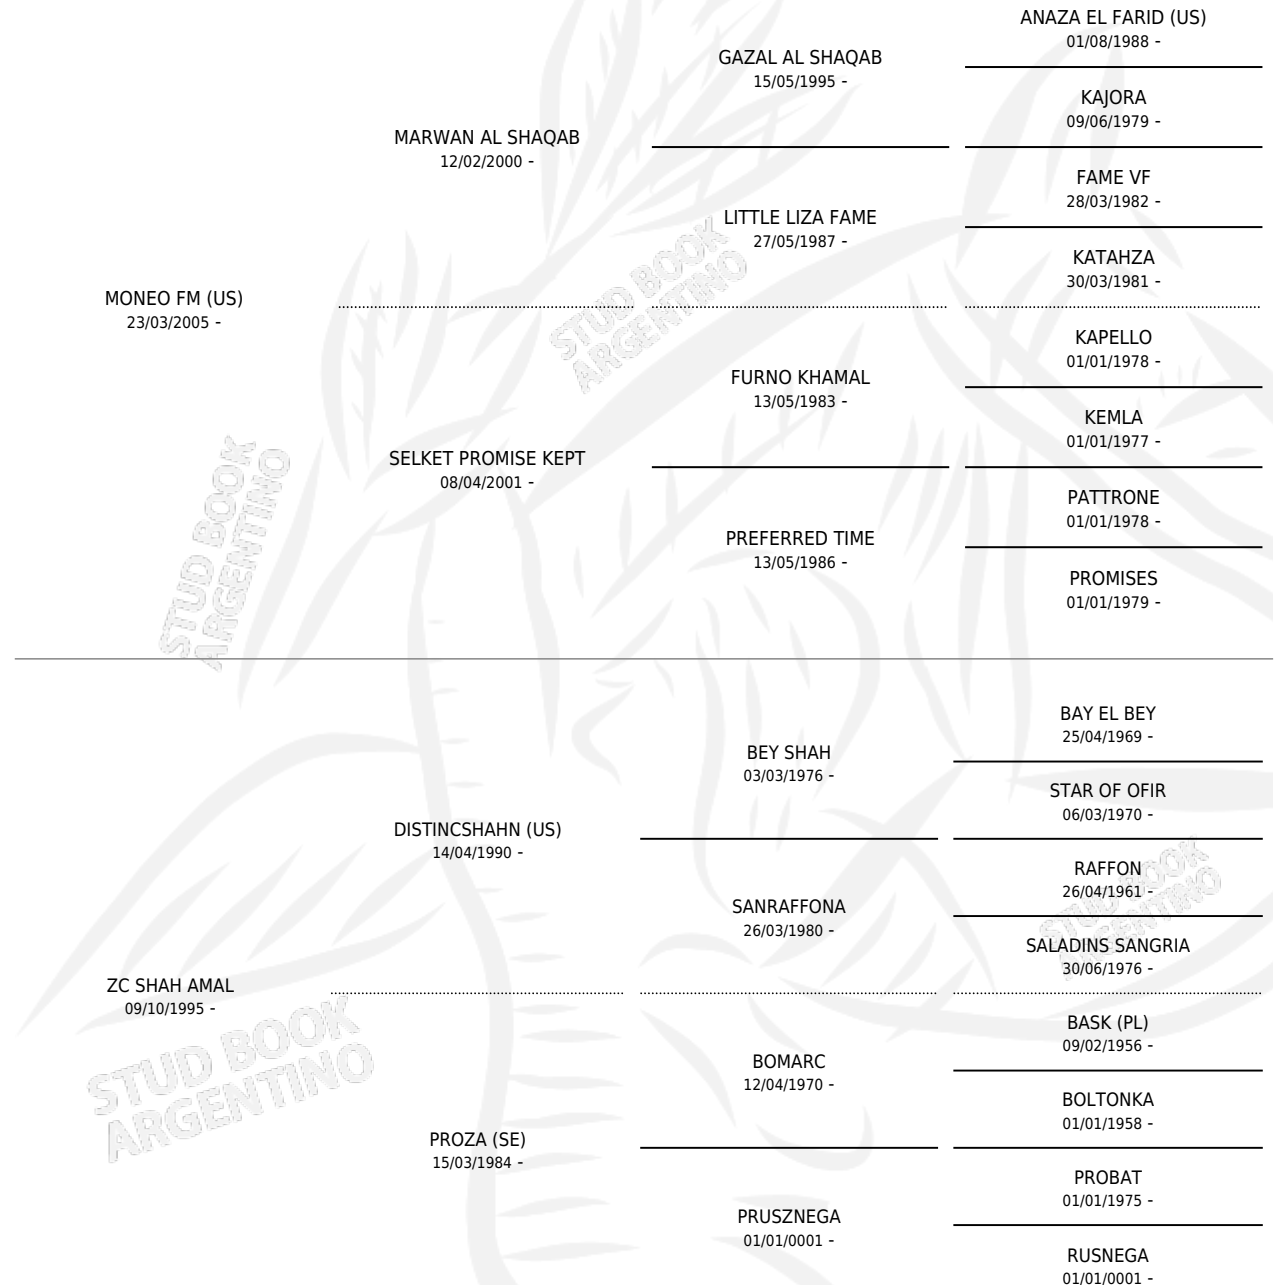 ANAZA EL FARID (US)
01/08/1988 -
GAZAL AL SHAQAB
15/05/1995 -
KAJORA
09/06/1979 -
MARWAN AL SHAQAB
12/02/2000 -
FAME VF
28/03/1982 -
LITTLE LIZA FAME
27/05/1987 -
KATAHZA
30/03/1981 -
MONEO FM (US)
23/03/2005 -
KAPELLO
01/01/1978 -
FURNO KHAMAL
13/05/1983 -
KEMLA
01/01/1977 -
SELKET PROMISE KEPT
08/04/2001 -
PATTRONE
01/01/1978 -
PREFERRED TIME
13/05/1986 -
PROMISES
01/01/1979 -
BAY EL BEY
25/04/1969 -
BEY SHAH
03/03/1976 -
STAR OF OFIR
06/03/1970 -
DISTINCSHAHN (US)
14/04/1990 -
RAFFON
26/04/1961 -
SANRAFFONA
26/03/1980 -
SALADINS SANGRIA
30/06/1976 -
ZC SHAH AMAL
09/10/1995 -
BASK (PL)
09/02/1956 -
BOMARC
12/04/1970 -
BOLTONKA
01/01/1958 -
PROZA (SE)
15/03/1984 -
PROBAT
01/01/1975 -
PRUSZNEGA
01/01/0001 -
RUSNEGA
01/01/0001 -
STUD BOOK
ARGENTINO
STUD BOOK
ARGENTINO
STUD BOOK
ARGENTINO
STUD BOOK
ARGENTINO